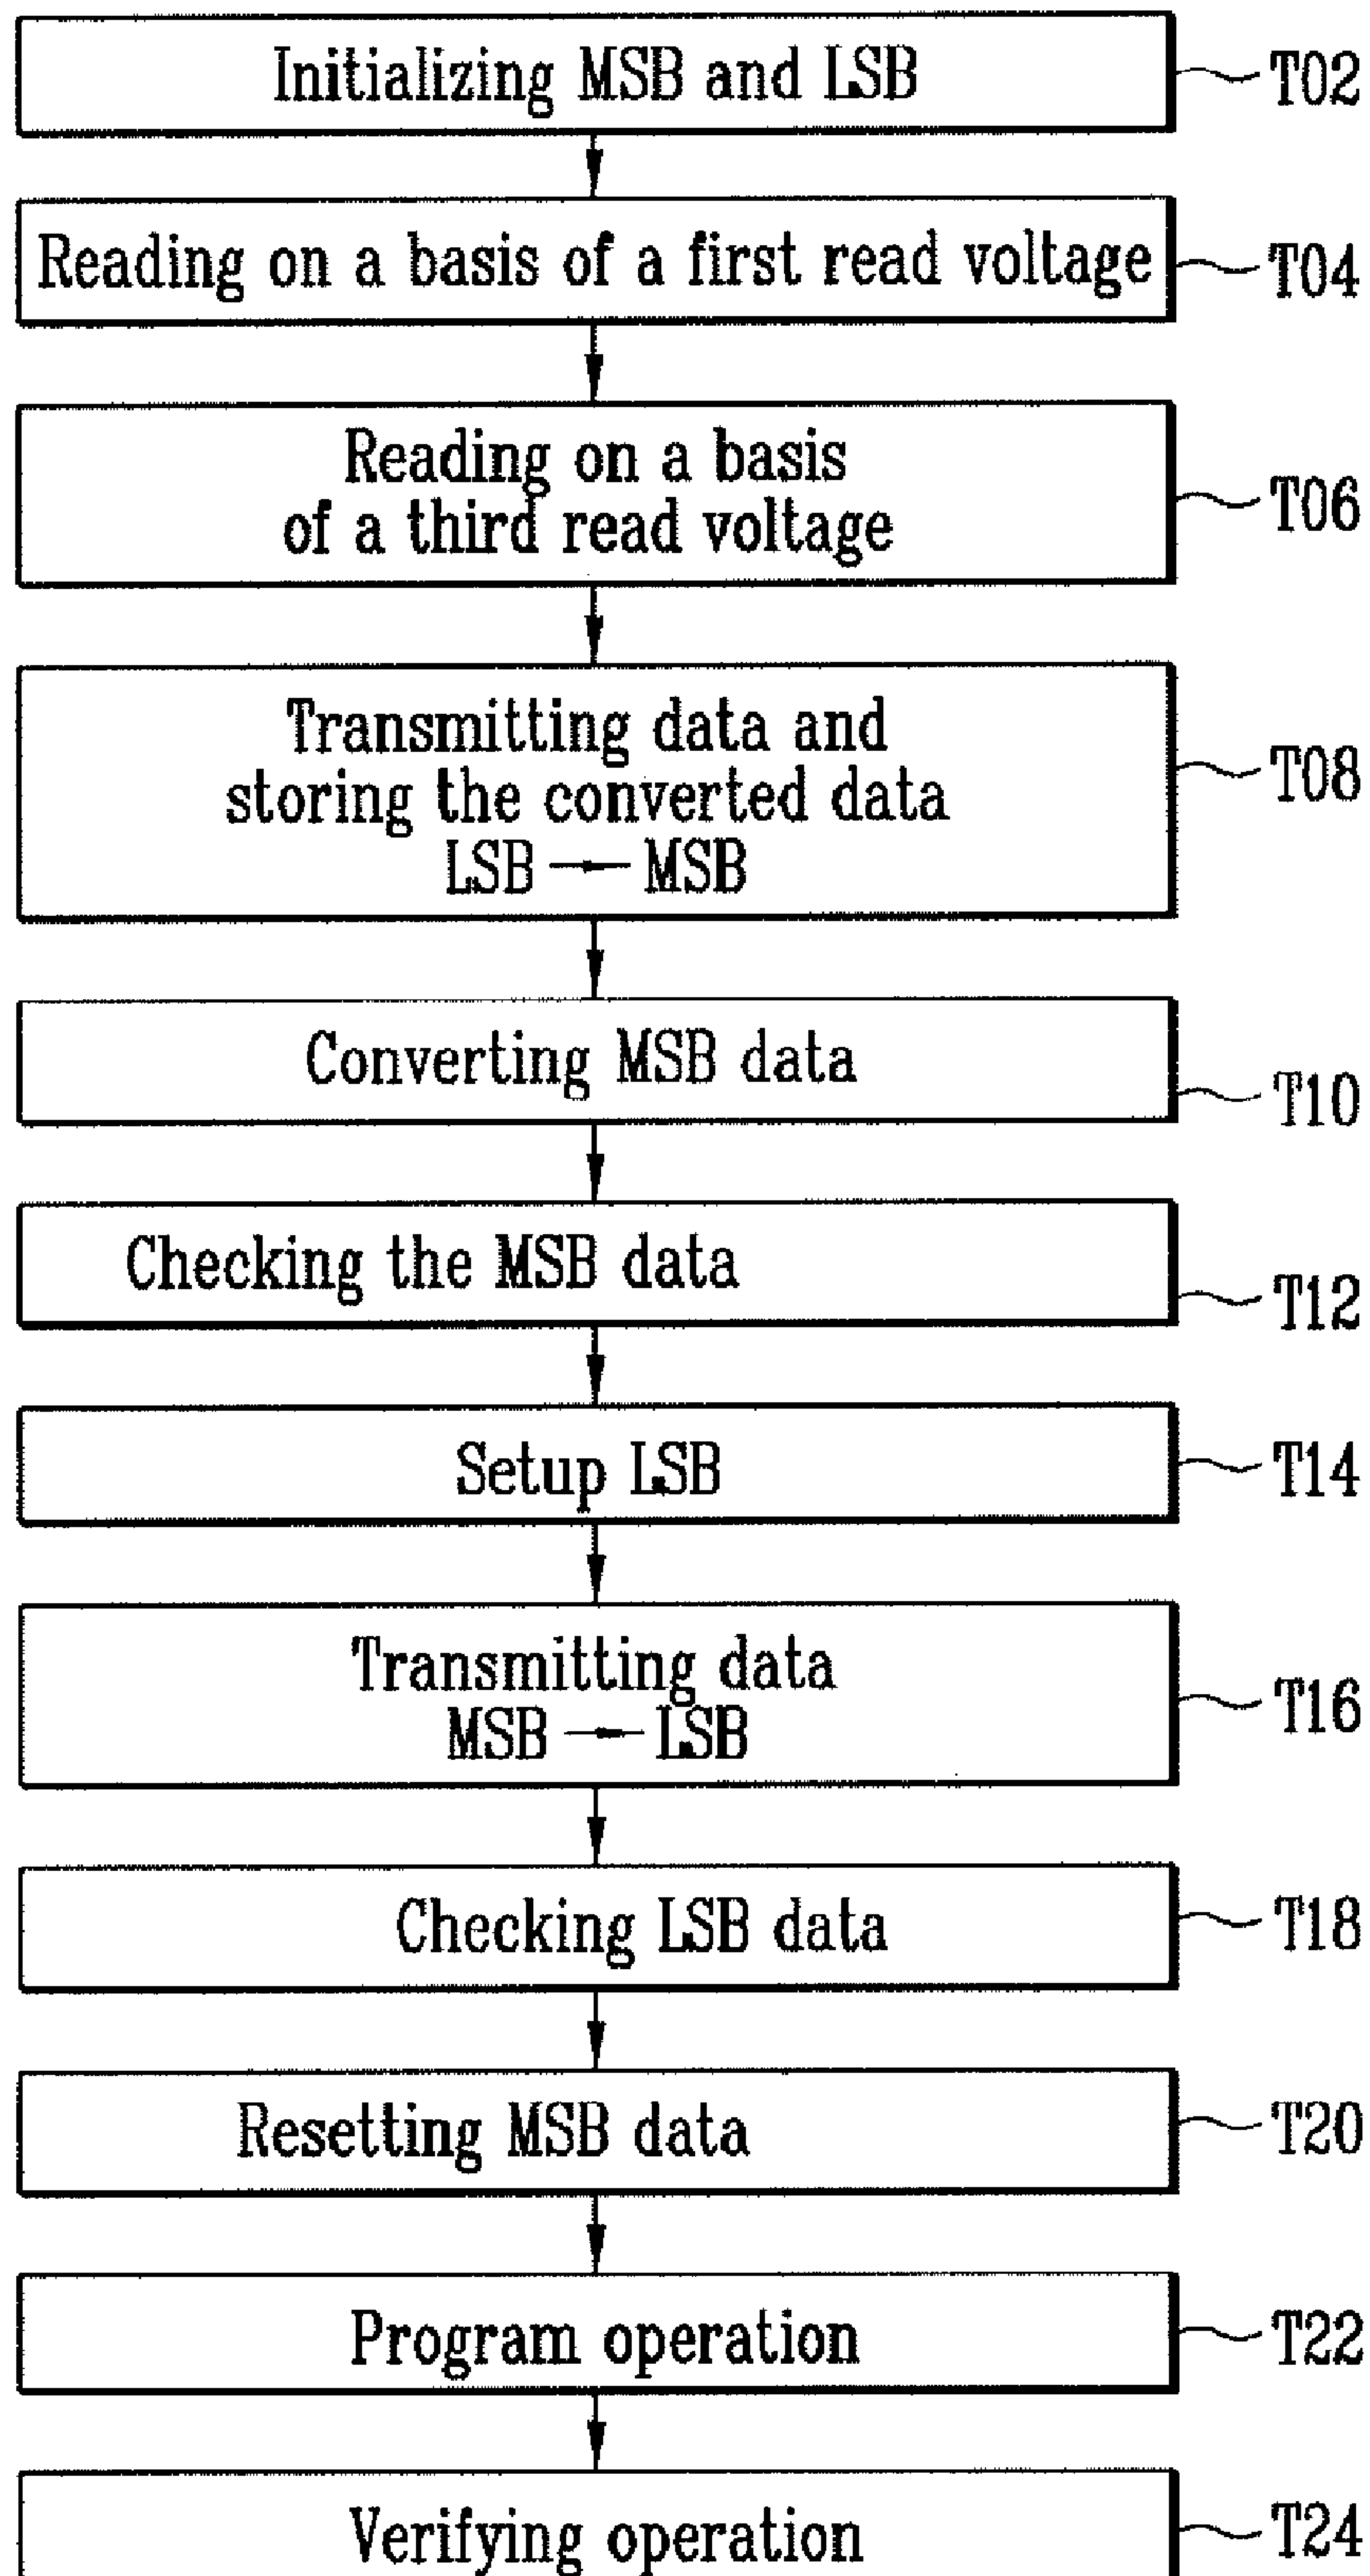 Initializing MSB and LSB
T02
Reading on a basis of a first read voltage
T04
Reading on a basis
of a third read voltage
T06
Transmitting data and
storing the converted data
LSB → MSB
T08
Converting MSB data
T10
Checking the MSB data
T12
Setup LSB
T14
Transmitting data
MSB → LSB
T16
Checking LSB data
T18
Resetting MSB data
T20
Program operation
T22
Verifying operation
T24